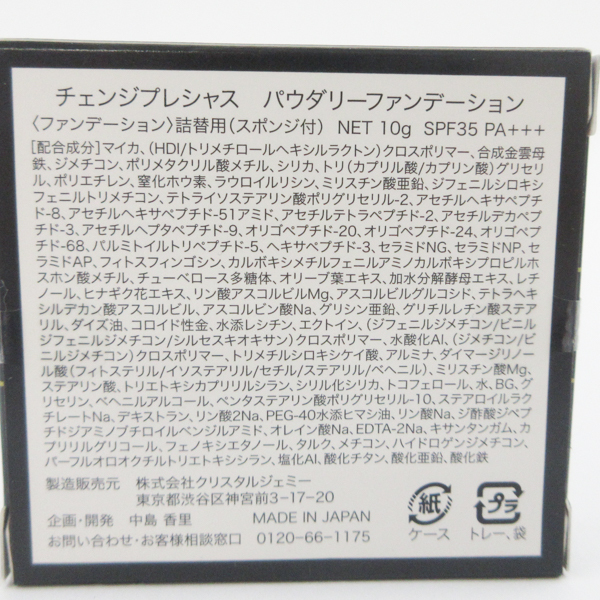 チェンジプレシャス　パウダリーファンデーション
〈ファンデーション〉詰替用(スポンジ付)　NET 10g　SPF35 PA+++
[配合成分]マイカ、(HDI/トリメチロールヘキシルラクトン)クロスポリマー、合成金雲母
鉄、ジメチコン、ポリメタクリル酸メチル、シリカ、トリ(カプリル酸/カプリン酸)グリセリ
ル、ポリエチレン、窒化ホウ素、ラウロイルリシン、ミリスチン酸亜鉛、ジフェニルシロキシ
フェニルトリメチコン、テトライソステアリン酸ポリグリセリル-2、アセチルヘキサペプチ
ド-8、アセチルヘキサペプチド-51アミド、アセチルテトラペプチド-2、アセチルデカペプ
チド-3、アセチルヘプタペプチド-9、オリゴペプチド-20、オリゴペプチド-24、オリゴペプ
チド-68、パルミトイルトリペプチド-5、ヘキサペプチド-3、セラミドNG、セラミドNP、セ
ラミドAP、フィトスフィンゴシン、カルボキシメチルフェニルアミノカルボキシプロピルホ
スホン酸メチル、チューベロース多糖体、オリーブ葉エキス、加水分解酵母エキス、レチ
ノール、ヒナギク花エキス、リン酸アスコルビルMg、アスコルビルグルコシド、テトラヘキ
シルデカン酸アスコルビル、アスコルビン酸Na、グリシン亜鉛、グリチルレチン酸ステア
リル、ダイズ油、コロイド性金、水添レシチン、エクトイン、(ジフェニルジメチコン/ビニル
ジフェニルジメチコン/シルセスキオキサン)クロスポリマー、水酸化Al、(ジメチコン/ビ
ニルジメチコン)クロスポリマー、トリメチルシロキシケイ酸、アルミナ、ダイマージリノー
ル酸(フィトステリル/イソステアリル/セチル/ステアリル/ベヘニル)、ミリスチン酸Mg、
ステアリン酸、トリエトキシカプリリルシラン、シリル化シリカ、トコフェロール、水、BG、グ
リセリン、ベヘニルアルコール、ペンタステアリン酸ポリグリセリル-10、ステアロイルラク
チレートNa、デキストラン、リン酸2Na、PEG-40水添ヒマシ油、リン酸Na、ジ酢酸ジペプ
チドジアミノブチロイルベンジルアミド、オレイン酸Na、EDTA-2Na、キサンタンガム、カ
プリリルグリコール、フェノキシエタノール、タルク、メチコン、ハイドロゲンジメチコン、
パーフルオロオクチルトリエトキシシラン、塩化Al、酸化チタン、酸化亜鉛、酸化鉄
製造販売元　株式会社クリスタルジェミー
東京都渋谷区神宮前3-17-20
企画・開発　中島 香里　MADE IN JAPAN
お問い合わせ・お客様相談窓口　0120-66-1175
紙
ケース
プラ
トレー、袋